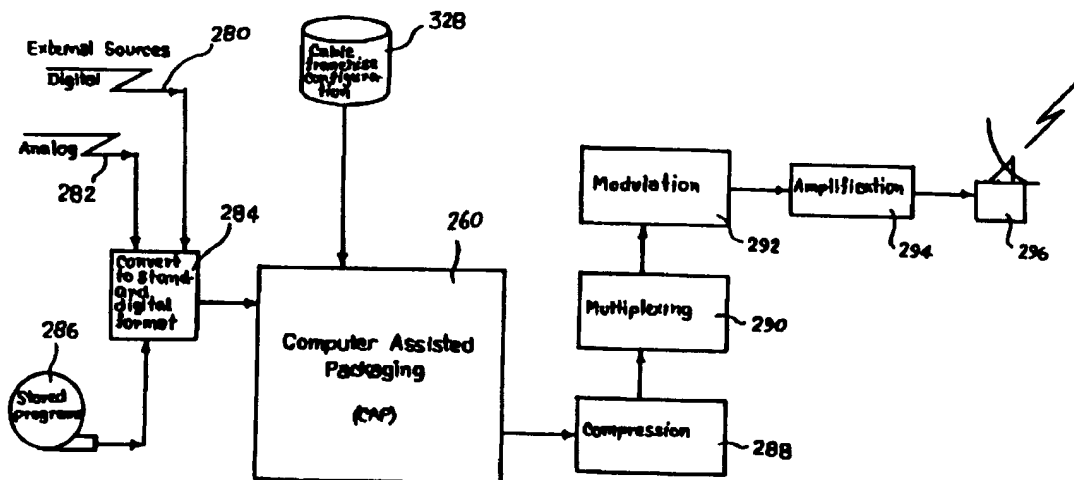 External Sources
280
Digital
Analog
282
328
Cable
franchise
configura-
tion
284
Convert
to Stand-
ard
digital
format
260
Computer Assisted
Packaging
(CAP)
286
Stored
programs
Modulation
292
Amplification
294
296
Multiplexing
290
Compression
288